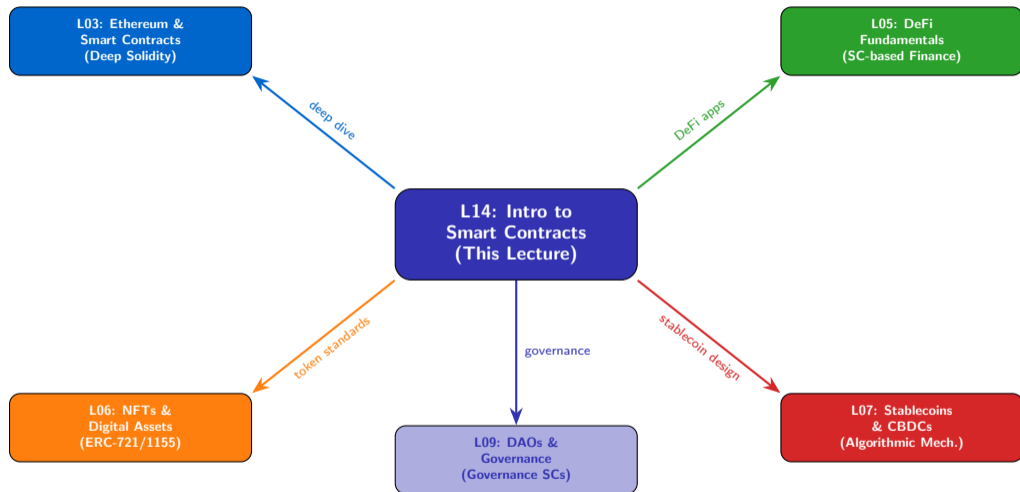 L03: Ethereum &
Smart Contracts
(Deep Solidity)
L05: DeFi
Fundamentals
(SC-based Finance)
deep dive
DeFi apps
L14: Intro to
Smart Contracts
(This Lecture)
token standards
governance
stablecoin design
L06: NFTs &
Digital Assets
(ERC-721/1155)
L09: DAOs &
Governance
(Governance SCs)
L07: Stablecoins
& CBDCs
(Algorithmic Mech.)